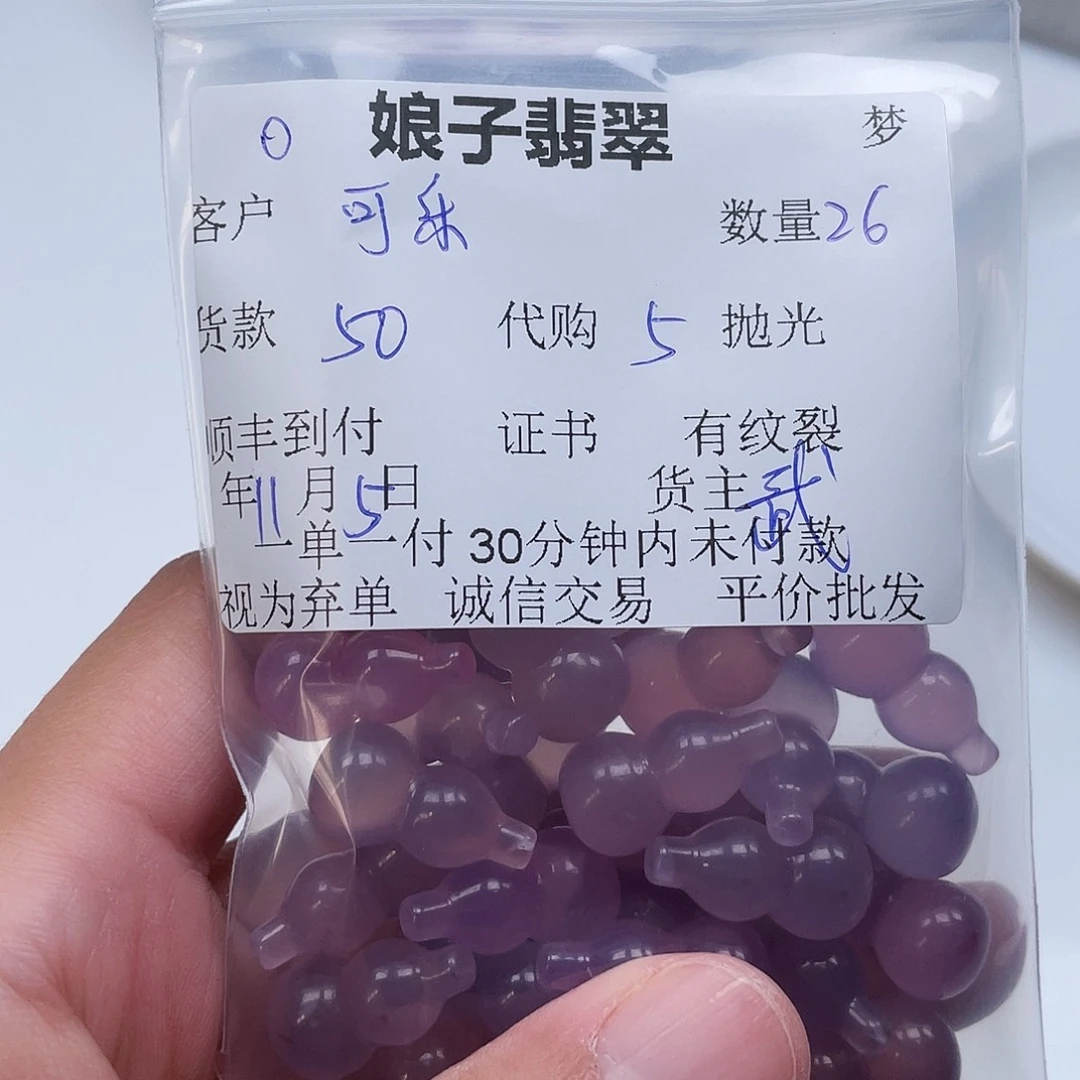 娘子翡翠 梦
客户 可乐 数量26
货款 50 代购 5 抛光
顺丰到付 证书 有纹裂
年11月5日 货主
一单一付 30分钟内未付款
视为弃单 诚信交易 平价批发